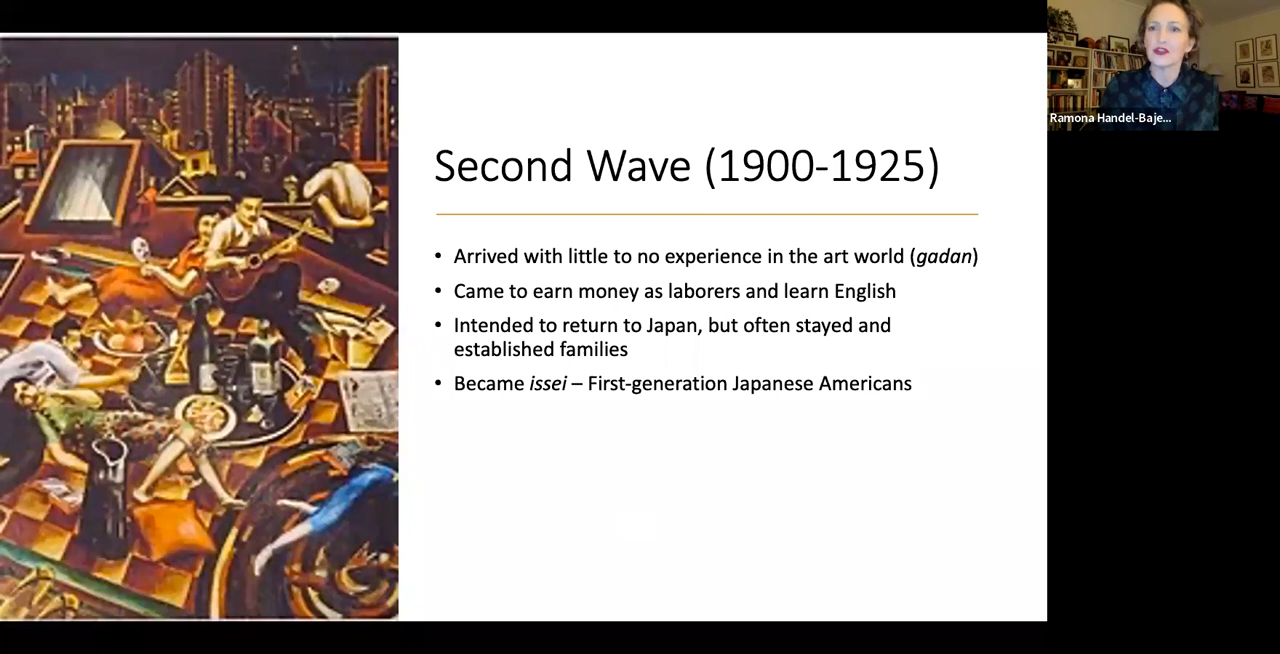 Second Wave (1900-1925)
• Arrived with little to no experience in the art world (gadan)
• Came to earn money as laborers and learn English
• Intended to return to Japan, but often stayed and
established families
• Became issei – First-generation Japanese Americans
Ramona Handel-Baje...